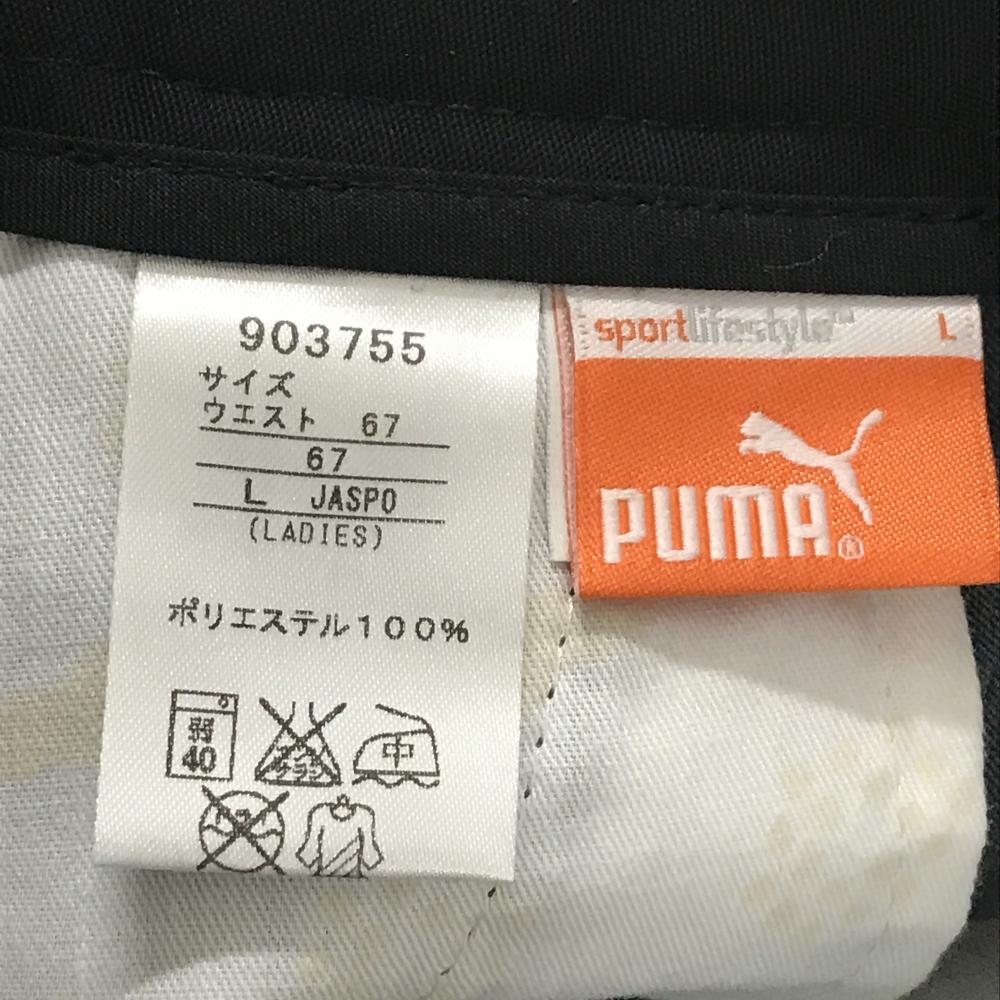 903755
サイズ
ウエスト 67
67
L JASPO
(LADIES)
ポリエステル100%
弱
40
中
sportlifestyle™ L
PUMA®